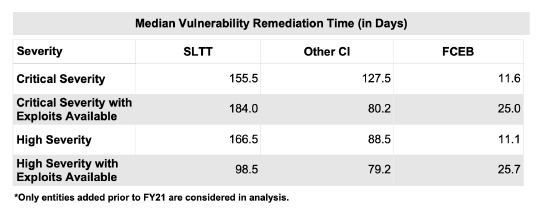 Median Vulnerability Remediation Time (in Days)
Severity SLTT Other CI FCEB
Critical Severity 155.5 127.5 11.6
Critical Severity with
Exploits Available 184.0 80.2 25.0
High Severity 166.5 88.5 11.1
High Severity with
Exploits Available 98.5 79.2 25.7
*Only entities added prior to FY21 are considered in analysis.